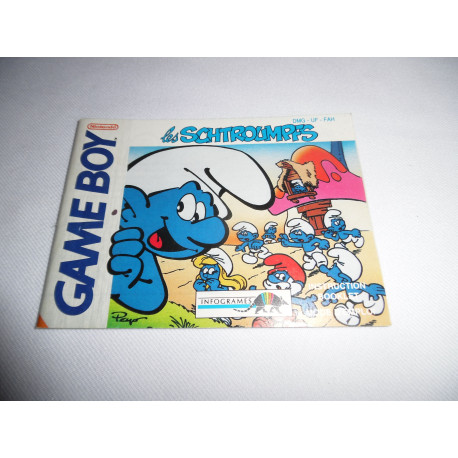 Nintendo
GAME BOY
DMG - UF - FAH
les SCHTROUMPFS
INFOGRAMES
Peyo
INSTRUCTION